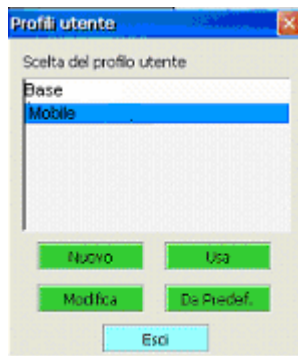 Profili utente
Scelta del profilo utente
Base
Mobile
Nuovo Usa
Modifica Da Predef.
Esci